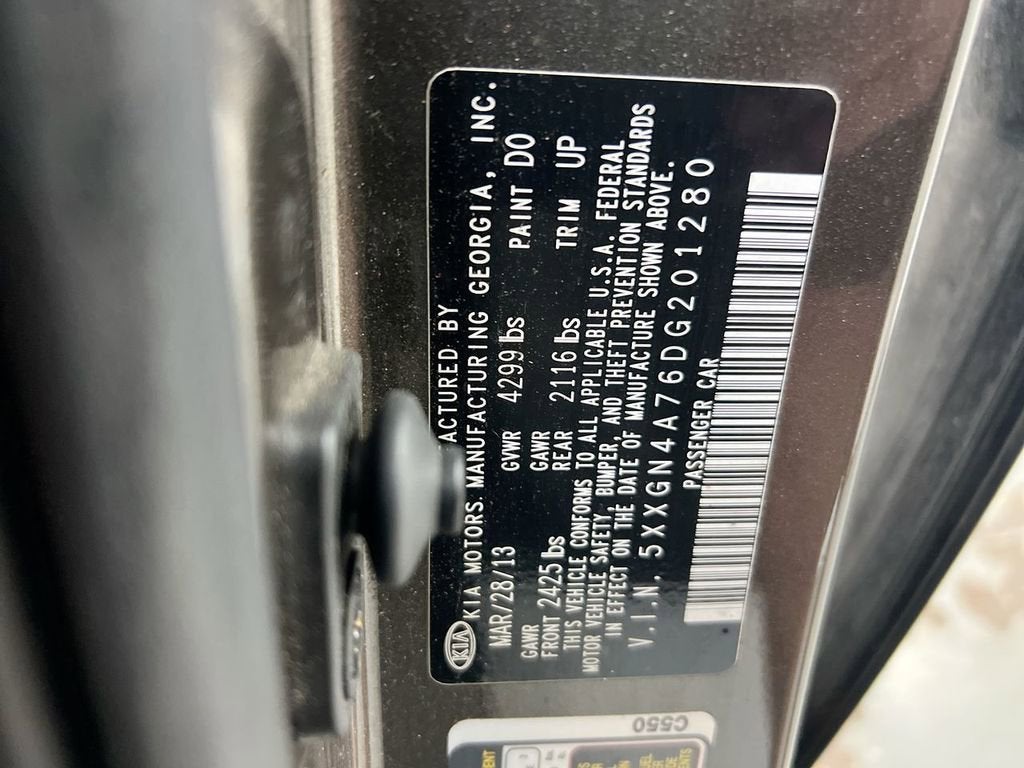 ACTURED BY
KIA KIA MOTORS MANUFACTURING GEORGIA, INC.
MAR/28/13 GVWR 4299 lbs PAINT D0
GAWR FRONT 2425 lbs GAWR REAR 2116 lbs TRIM UP
THIS VEHICLE CONFORMS TO ALL APPLICABLE U.S.A. FEDERAL
MOTOR VEHICLE SAFETY, BUMPER, AND THEFT PREVENTION STANDARDS
IN EFFECT ON THE DATE OF MANUFACTURE SHOWN ABOVE.
V.I.N. 5XXGN4A76DG201280
PASSENGER CAR
C550